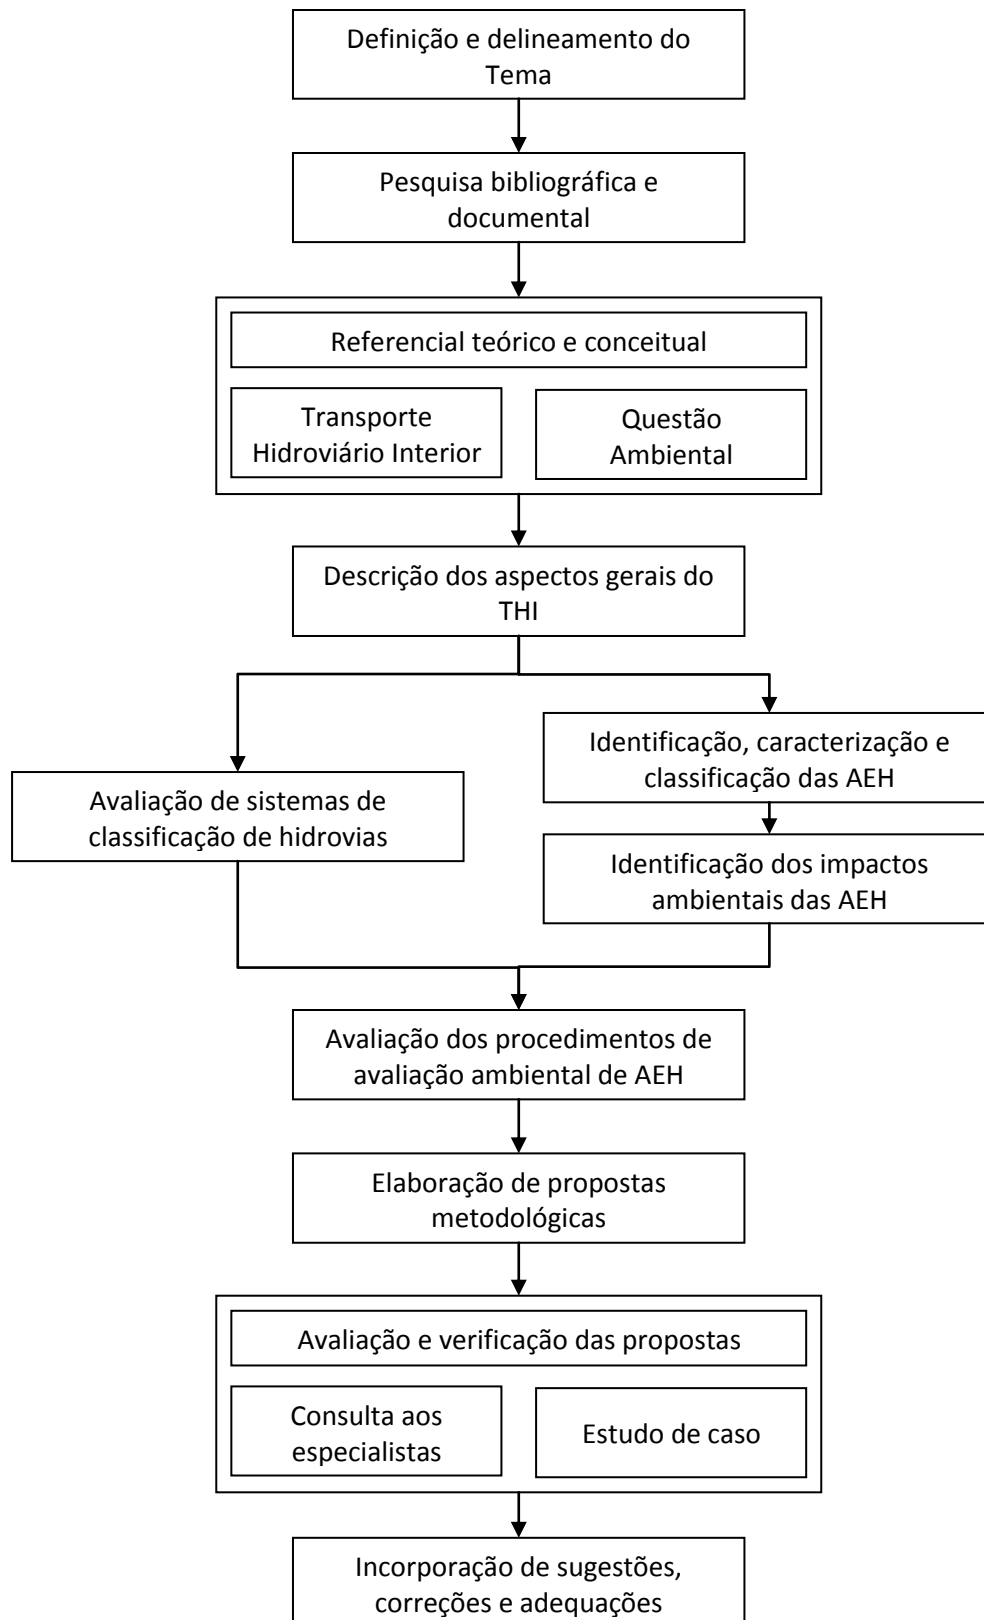 Definição e delineamento do
Tema
Pesquisa bibliográfica e
documental
Referencial teórico e conceitual
Transporte
Hidroviário Interior
Questão
Ambiental
Descrição dos aspectos gerais do
THI
Identificação, caracterização e
classificação das AEH
Avaliação de sistemas de
classificação de hidrovias
Identificação dos impactos
ambientais das AEH
Avaliação dos procedimentos de
avaliação ambiental de AEH
Elaboração de propostas
metodológicas
Avaliação e verificação das propostas
Consulta aos
especialistas
Estudo de caso
Incorporação de sugestões,
correções e adequações